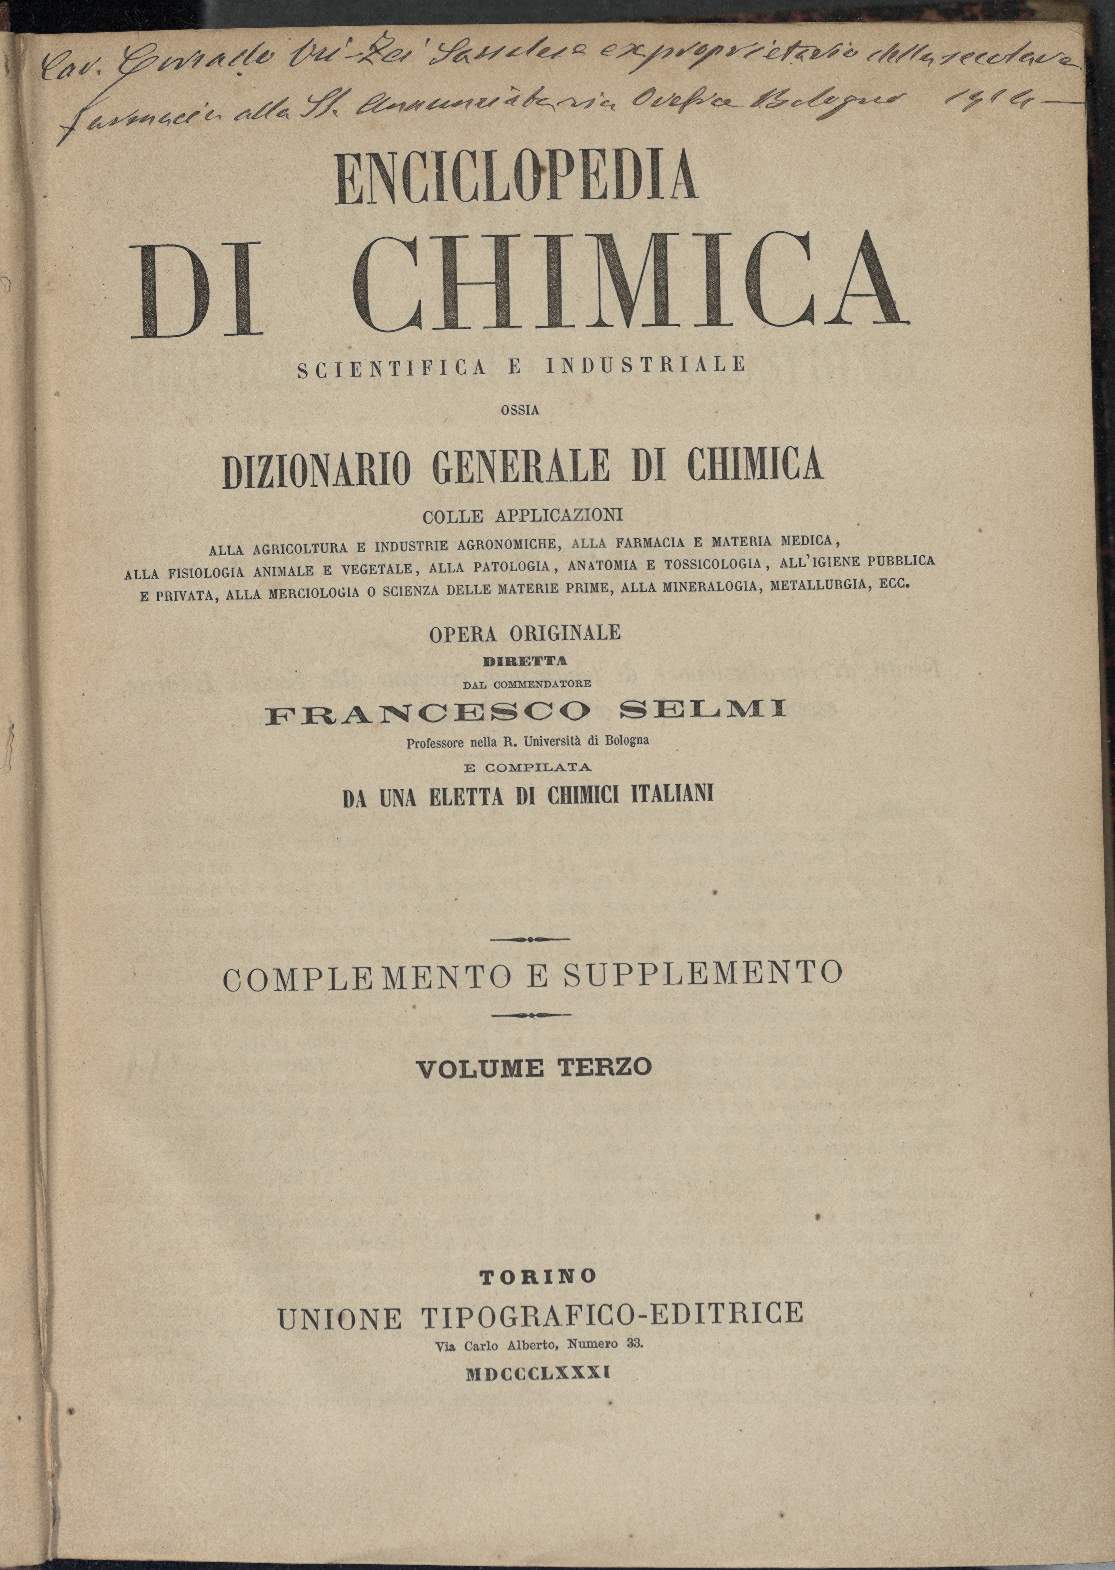 Cav. Corrado ex proprietario della secolare
farmacia alla SS. Annunziata via Orefice Bologna 1914 —
ENCICLOPEDIA
DI CHIMICA
SCIENTIFICA E INDUSTRIALE
OSSIA
DIZIONARIO GENERALE DI CHIMICA
COLLE APPLICAZIONI
ALLA AGRICOLTURA E INDUSTRIE AGRONOMICHE, ALLA FARMACIA E MATERIA MEDICA,
ALLA FISIOLOGIA ANIMALE E VEGETALE, ALLA PATOLOGIA, ANATOMIA E TOSSICOLOGIA, ALL'IGIENE PUBBLICA
E PRIVATA, ALLA MERCIOLOGIA O SCIENZA DELLE MATERIE PRIME, ALLA MINERALOGIA, METALLURGIA, ECC.
OPERA ORIGINALE
DIRETTA
DAL COMMENDATORE
FRANCESCO SELMI
Professore nella R. Università di Bologna
E COMPILATA
DA UNA ELETTA DI CHIMICI ITALIANI
COMPLEMENTO E SUPPLEMENTO
VOLUME TERZO
TORINO
UNIONE TIPOGRAFICO-EDITRICE
Via Carlo Alberto, Numero 33.
MDCCCLXXXI